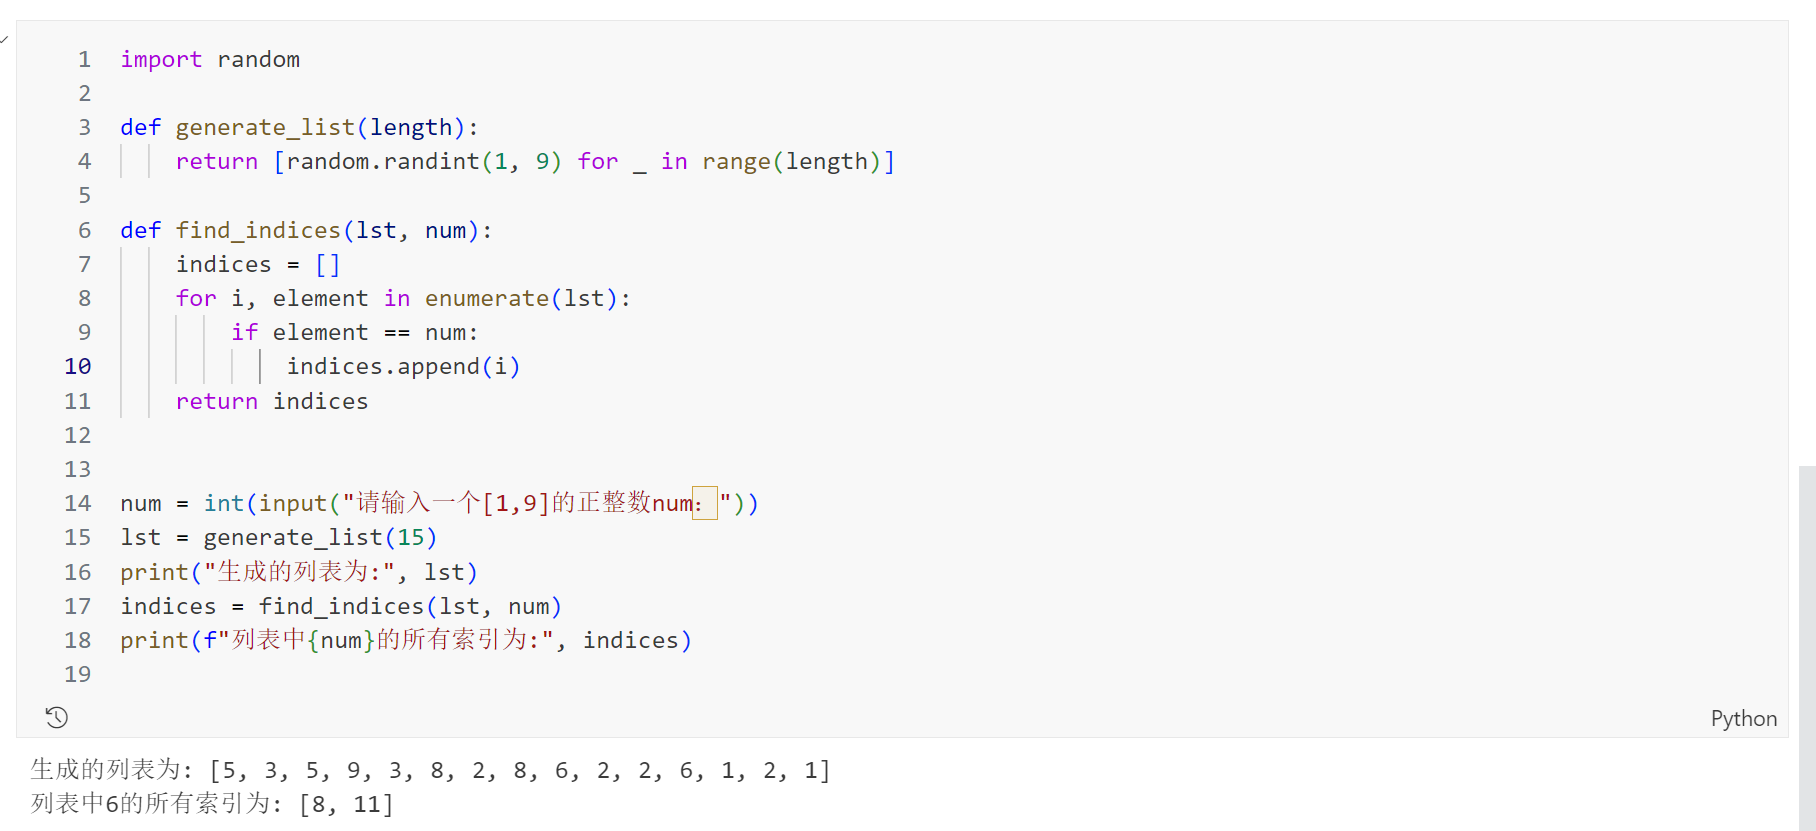 1 import random
2
3 def generate_list(length):
4     return [random.randint(1, 9) for _ in range(length)]
5
6 def find_indices(lst, num):
7     indices = []
8     for i, element in enumerate(lst):
9         if element == num:
10             indices.append(i)
11     return indices
12
13
14 num = int(input("请输入一个[1,9]的正整数num："))
15 lst = generate_list(15)
16 print("生成的列表为:", lst)
17 indices = find_indices(lst, num)
18 print(f"列表中{num}的所有索引为:", indices)
19
Python
生成的列表为: [5, 3, 5, 9, 3, 8, 2, 8, 6, 2, 2, 6, 1, 2, 1]
列表中6的所有索引为: [8, 11]